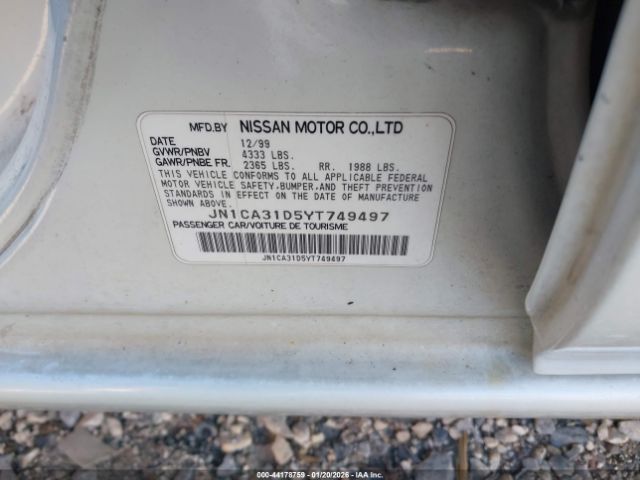 MFD.BY NISSAN MOTOR CO.,LTD
DATE 12/99
GVWR/PNBV 4333 LBS.
GAWR/PNBE FR. 2365 LBS. RR. 1988 LBS.
THIS VEHICLE CONFORMS TO ALL APPLICABLE FEDERAL
MOTOR VEHICLE SAFETY,BUMPER,AND THEFT PREVENTION
STANDARDS IN EFFECT ON THE DATE OF MANUFACTURE
SHOWN ABOVE.
JN1CA31D5YT749497
PASSENGER CAR/VOITURE DE TOURISME
JN1CA31D5YT749497
000-44178759 - 01/20/2026 - IAA Inc.